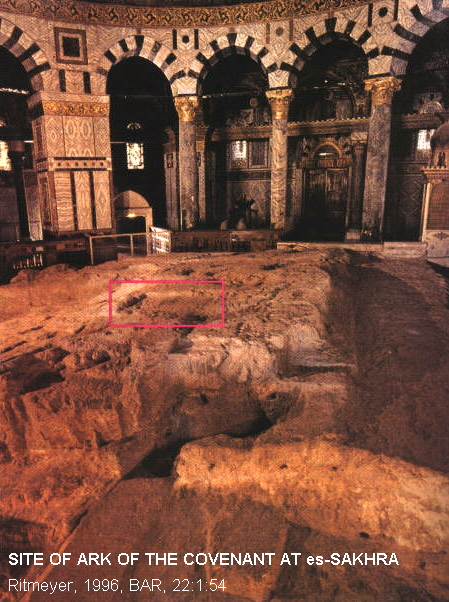 SITE OF ARK OF THE COVENANT AT es-SAKHRA
Ritmeyer, 1996, BAR, 22:1:54